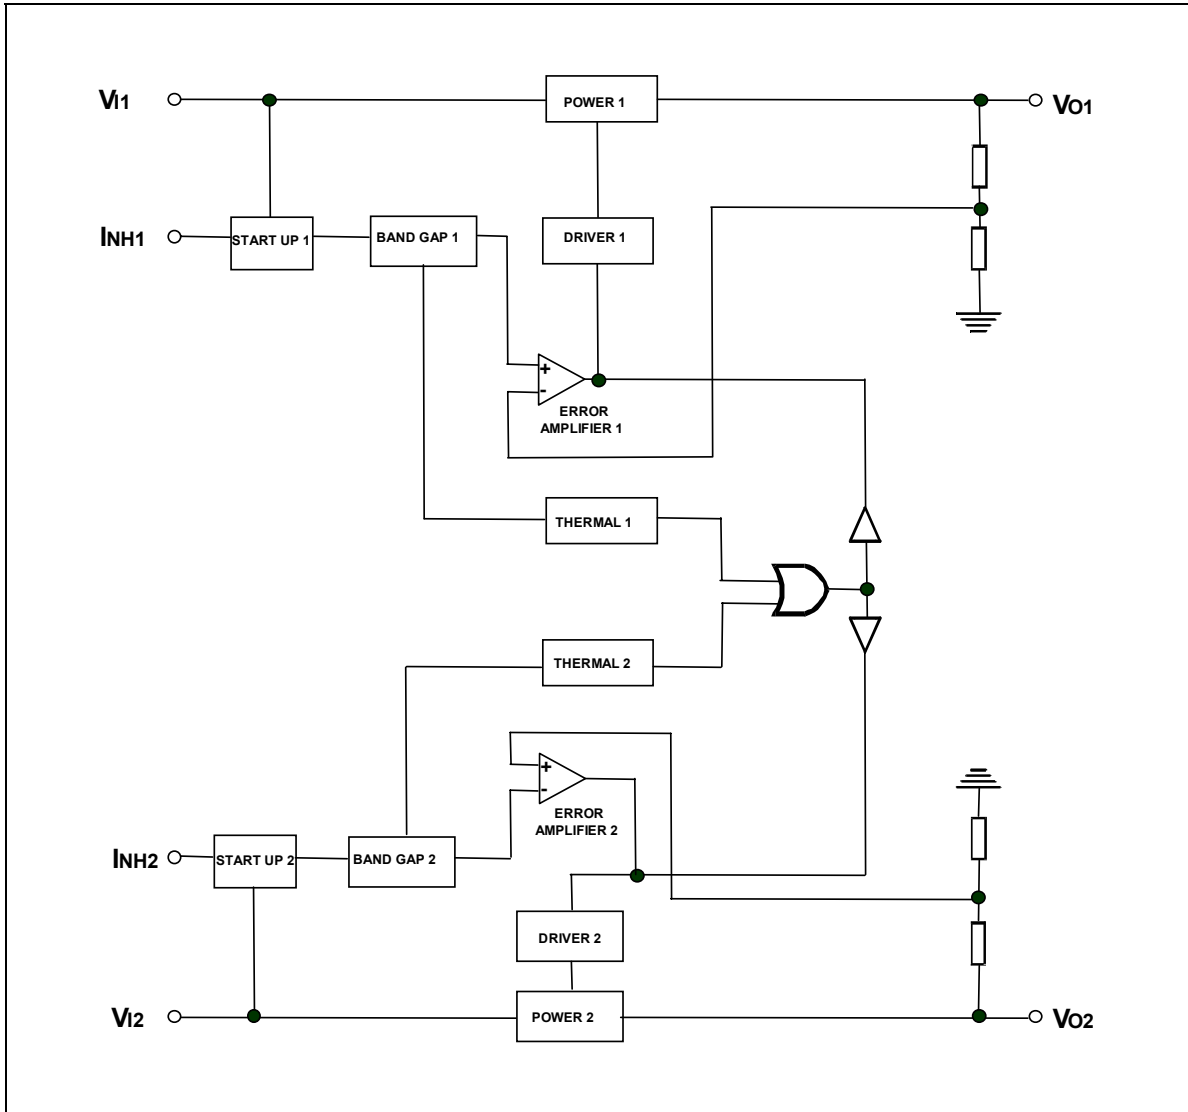 VI1
POWER 1
VO1
INH1
START UP 1
BAND GAP 1
DRIVER 1
+
-
ERROR
AMPLIFIER 1
THERMAL 1
THERMAL 2
+
-
ERROR
AMPLIFIER 2
INH2
START UP 2
BAND GAP 2
DRIVER 2
VI2
POWER 2
VO2